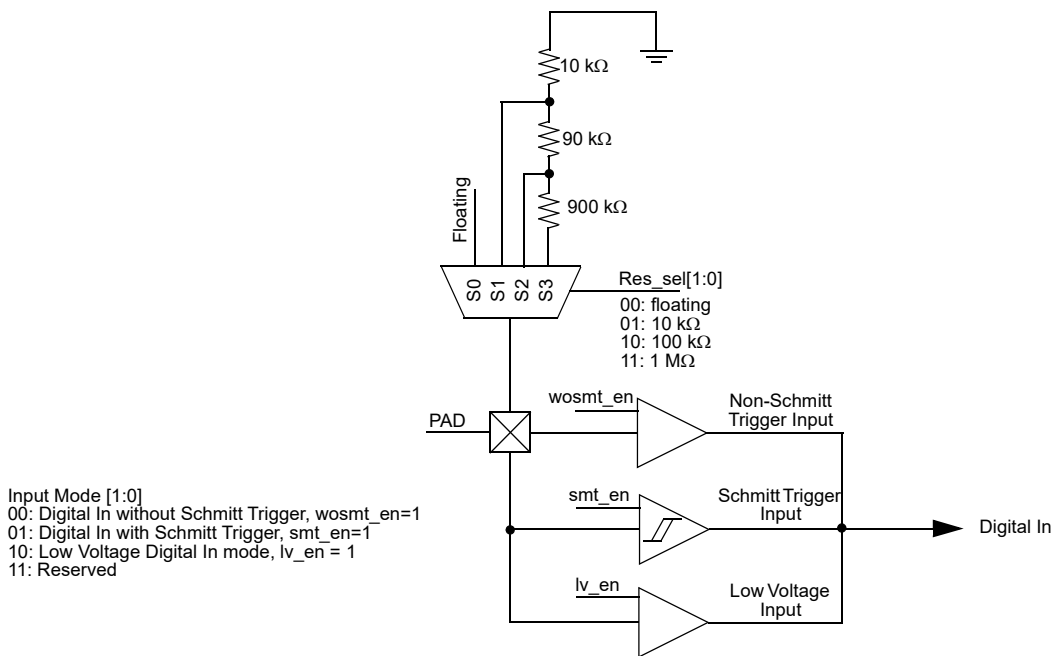 10 kΩ
90 kΩ
900 kΩ
Floating
S0
S1
S2
S3
Res_sel[1:0]
00: floating
01: 10 kΩ
10: 100 kΩ
11: 1 MΩ
PAD
wosmt_en
Non-Schmitt
Trigger Input
Input Mode [1:0]
00: Digital In without Schmitt Trigger, wosmt_en=1
01: Digital In with Schmitt Trigger, smt_en=1
10: Low Voltage Digital In mode, lv_en = 1
11: Reserved
smt_en
Schmitt Trigger
Input
Digital In
lv_en
Low Voltage
Input